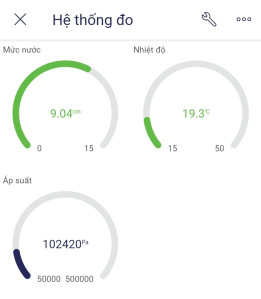 Hệ thống đo
Mức nước
Nhiệt độ
9.04cm
19.3°C
0 15
15 50
Áp suất
102420Pa
50000 500000